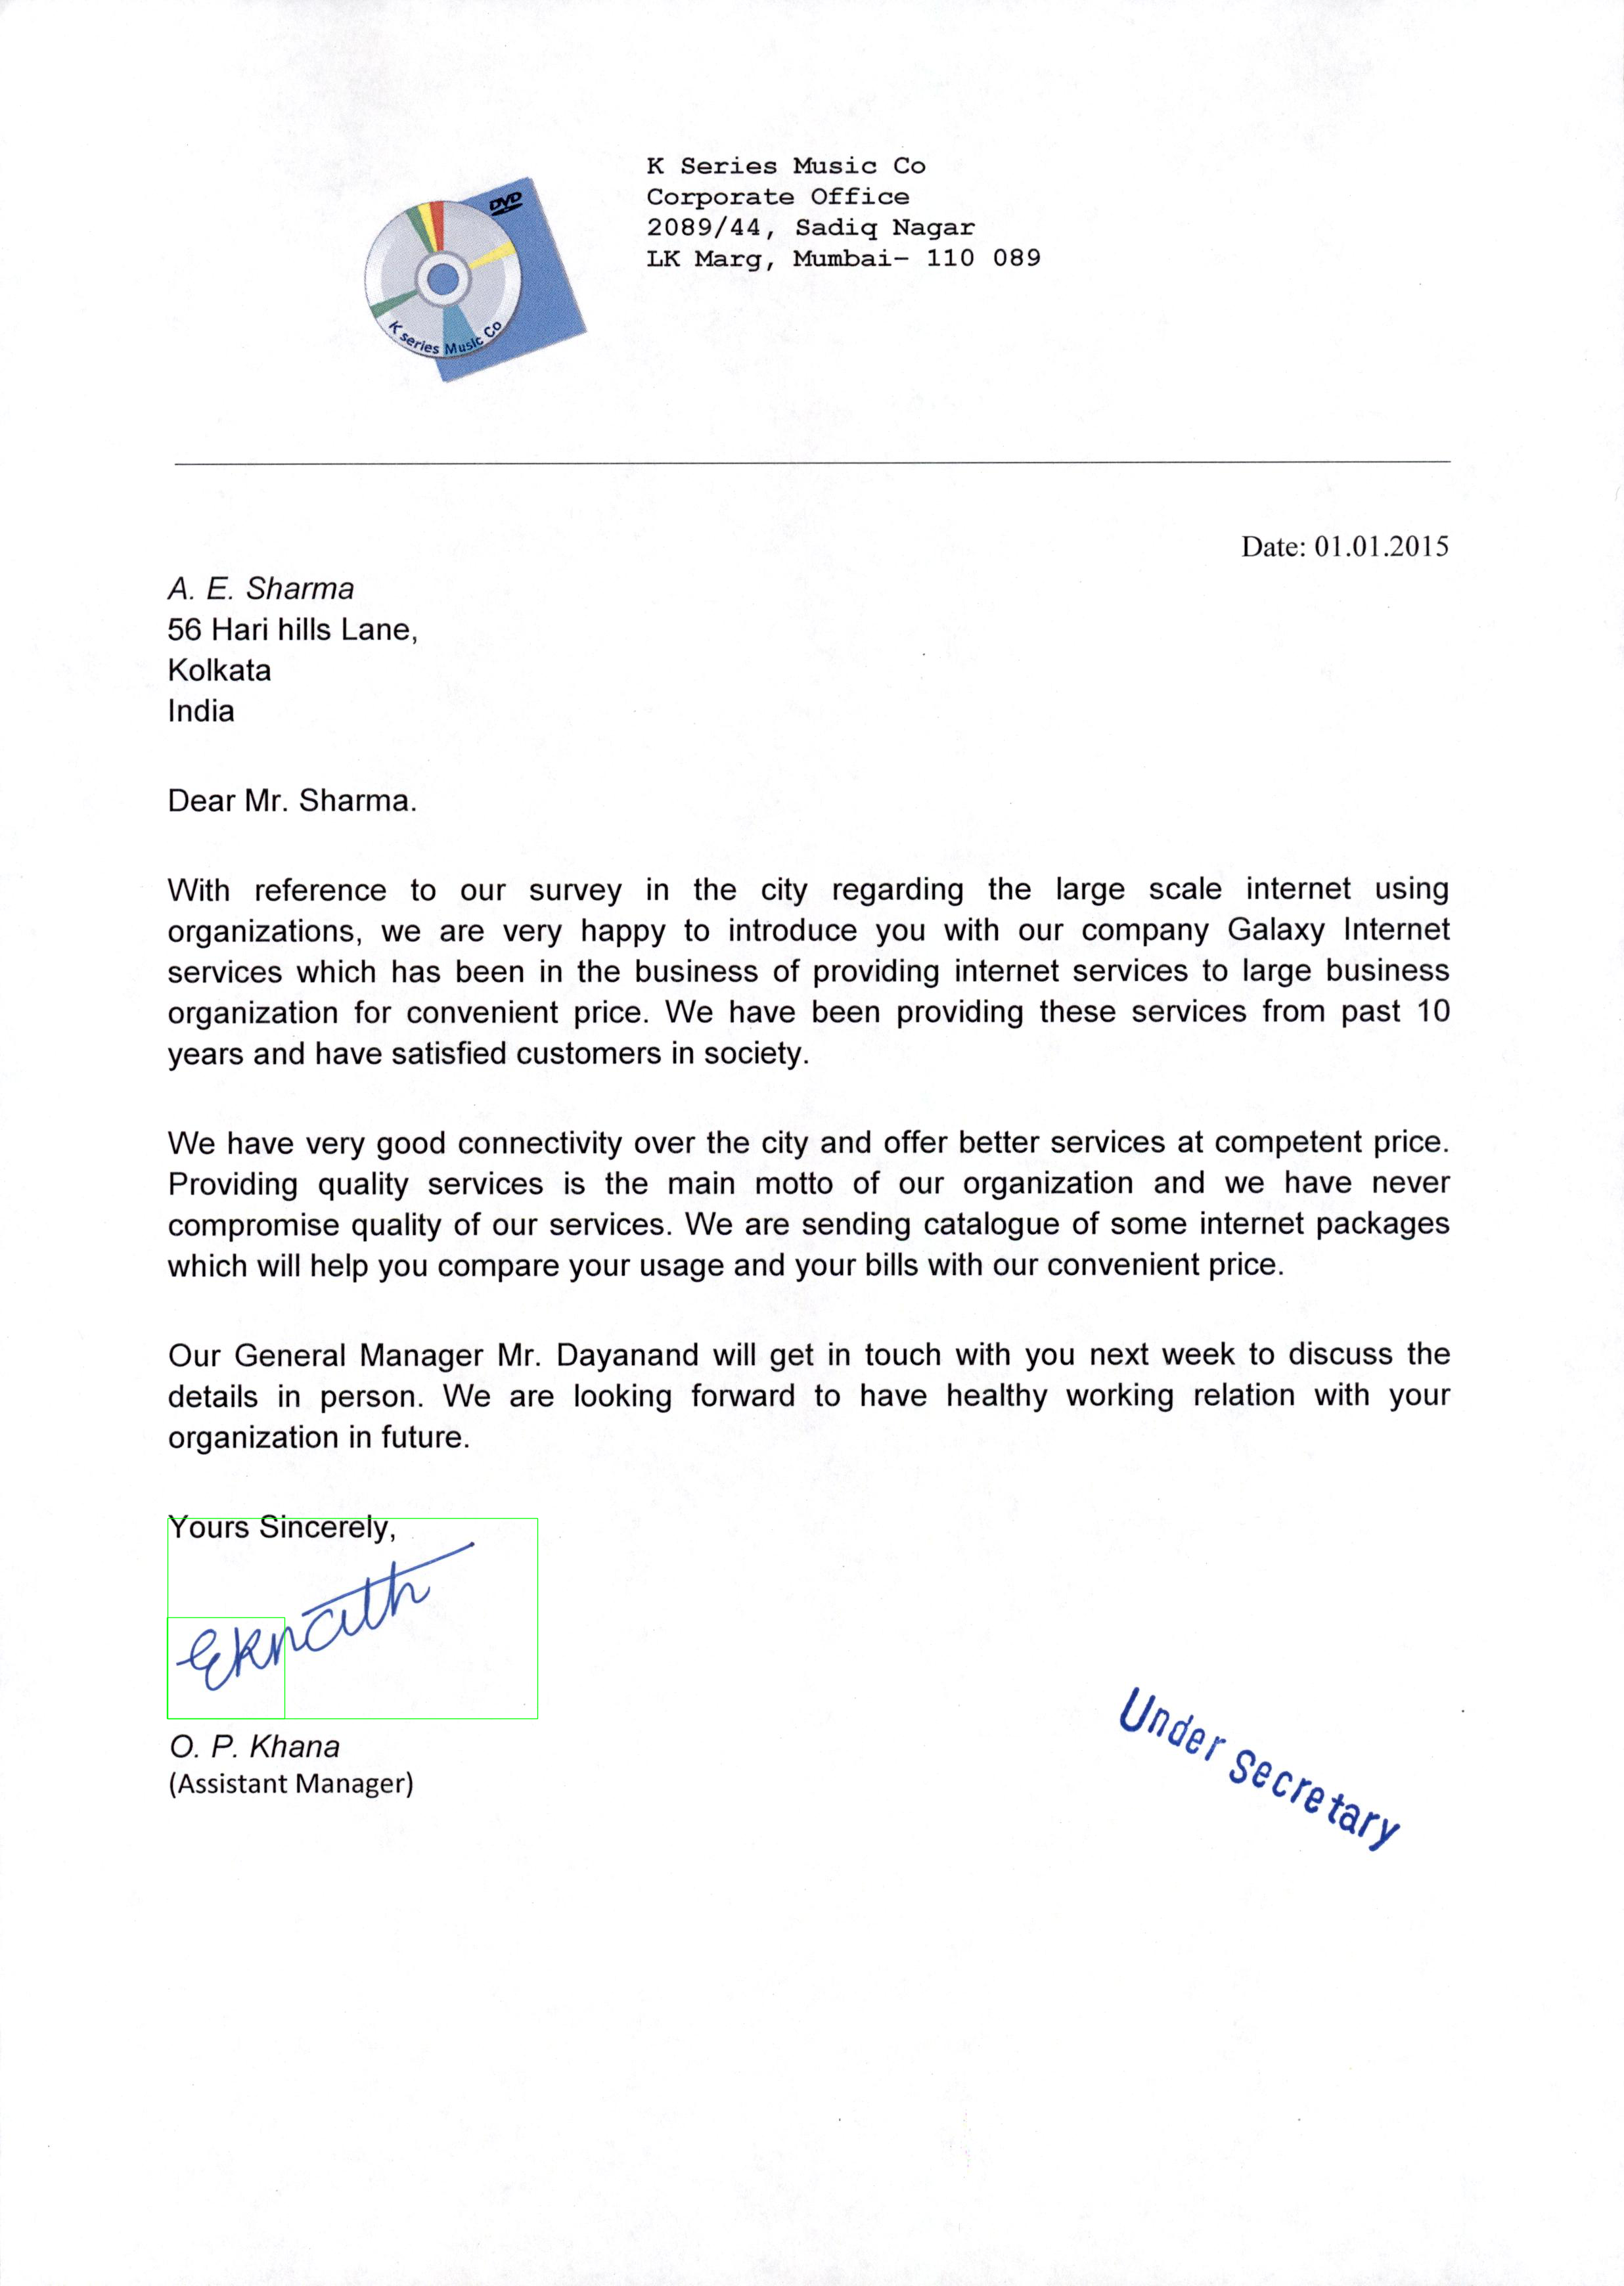 K Series Music Co
Corporate Office
2089/44, Sadiq Nagar
LK Marg, Mumbai- 110 089
DVD
K series Music Co
Date: 01.01.2015
A. E. Sharma
56 Hari hills Lane,
Kolkata
India
Dear Mr. Sharma.
With reference to our survey in the city regarding the large scale internet using
organizations, we are very happy to introduce you with our company Galaxy Internet
services which has been in the business of providing internet services to large business
organization for convenient price. We have been providing these services from past 10
years and have satisfied customers in society.
We have very good connectivity over the city and offer better services at competent price.
Providing quality services is the main motto of our organization and we have never
compromise quality of our services. We are sending catalogue of some internet packages
which will help you compare your usage and your bills with our convenient price.
Our General Manager Mr. Dayanand will get in touch with you next week to discuss the
details in person. We are looking forward to have healthy working relation with your
organization in future.
Yours Sincerely,
Eknath
O. P. Khana
(Assistant Manager)
Under secretary